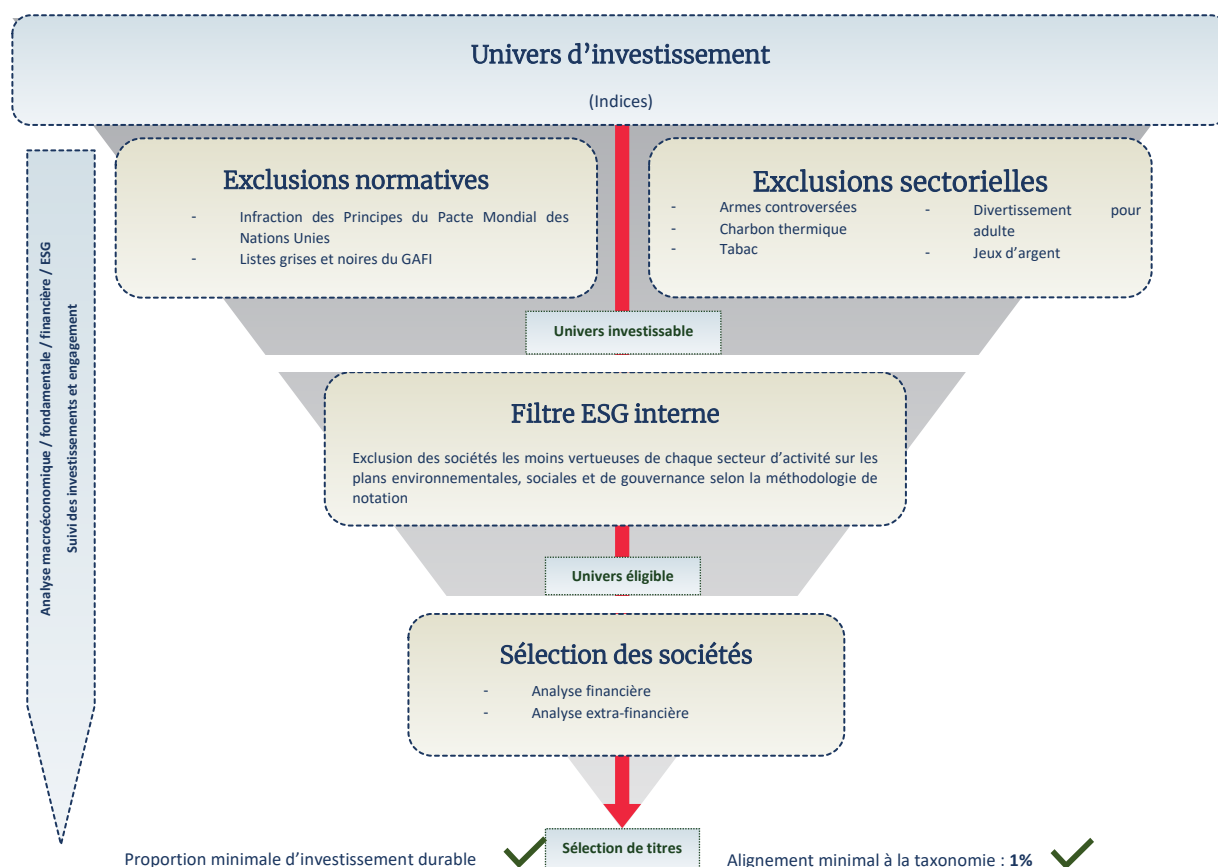 Univers d’investissement
(Indices)
Analyse macroéconomique / fondamentale / financière / ESG
Suivi des investissements et engagement
Exclusions normatives
- Infraction des Principes du Pacte Mondial des
Nations Unies
- Listes grises et noires du GAFI
Exclusions sectorielles
- Armes controversées
- Charbon thermique
- Tabac
- Divertissement pour
adulte
- Jeux d’argent
Univers investissable
Filtre ESG interne
Exclusion des sociétés les moins vertueuses de chaque secteur d’activité sur les
plans environnementales, sociales et de gouvernance selon la méthodologie de
notation
Univers éligible
Sélection des sociétés
- Analyse financière
- Analyse extra-financière
Sélection de titres
Proportion minimale d’investissement durable
Alignement minimal à la taxonomie : 1%